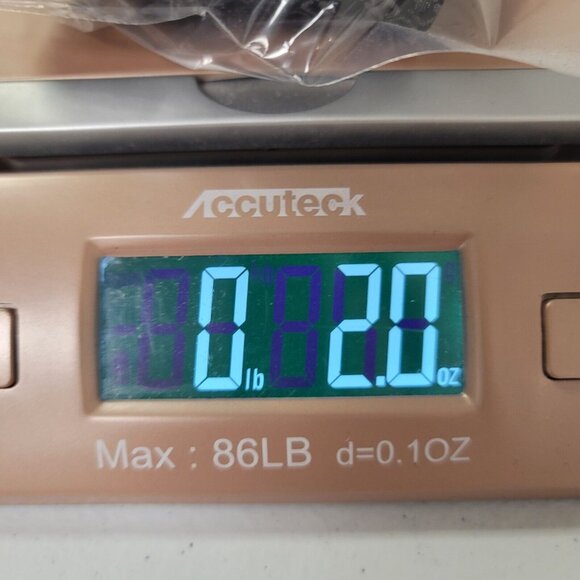 Accuteck
0 lb 2.0 oz
Max : 86LB d=0.1OZ